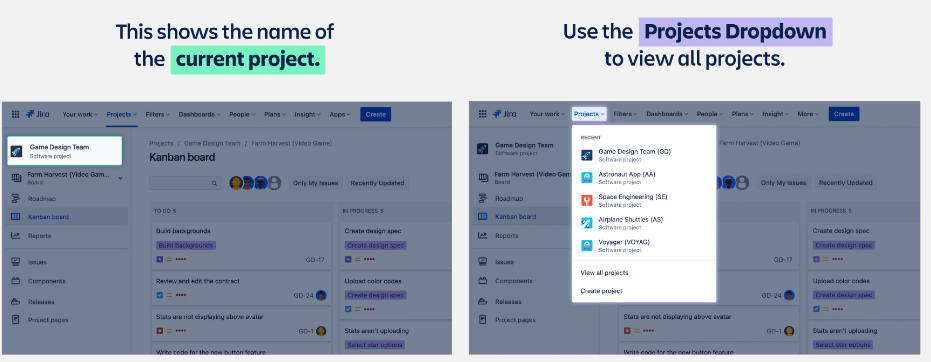 This shows the name of
the current project.
Jira Your work Projects Filters Dashboards People Plans Insight Apps Create
Game Design Team
Software project
Farm Harvest (Video Gam...
Board
Roadmap
Kanban board
Reports
Issues
Components
Releases
Project pages
Projects / Game Design Team / Farm Harvest (Video Game)
Kanban board
Only My Issues Recently Updated
TO DO 5
Build backgrounds
Build backgrounds
GD-17
Review and edit the contract
GD-24
Stats are not displaying above avatar
GD-1
Write code for the new button feature
IN PROGRESS 5
Create design spec
Create design spec
Upload color codes
Create design spec
Stats aren't uploading
Select star options
Use the Projects Dropdown
to view all projects.
Jira Your work Projects Filters Dashboards People Plans Insight More Create
Game Design Team
Software project
Farm Harvest (Video
Board
Roadmap
Kanban board
Reports
Issues
Components
Releases
Project pages
RECENT
Game Design Team (GD)
Software project
Astronaut App (AA)
Software project
Space Engineering (SE)
Software project
Airplane Shuttles (AS)
Software project
Voyager (VOYAG)
Software project
View all projects
Create project
Game)
Only My Issues Recently Updated
GD-17
GD-24
Stats are not displaying above avatar
GD-1
Write code for the new button feature
IN PROGRESS 5
Create design spec
Create design spec
Upload color codes
Create design spec
Stats aren't uploading
Select star options